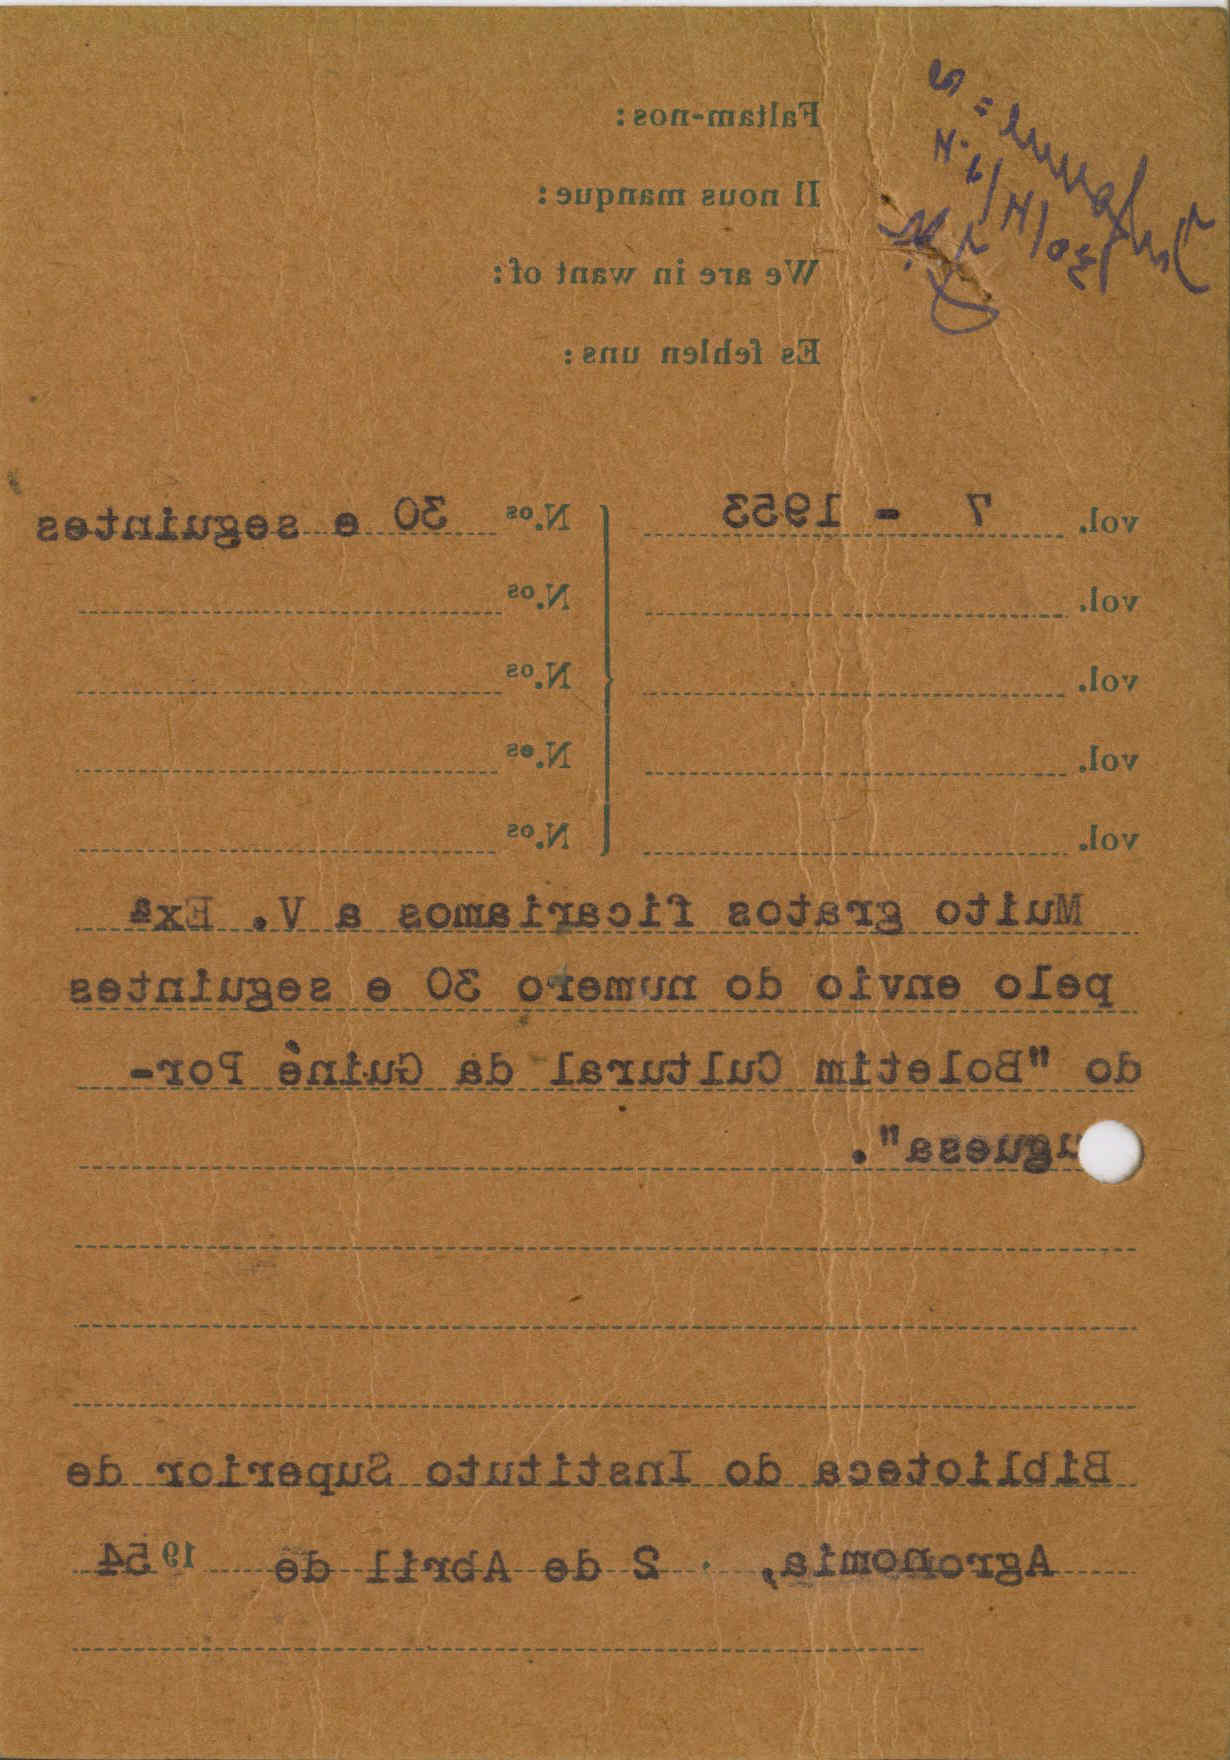 Faltam-nos:
Il nous manque:
We are in want of:
Es fehlen uns:
vol. 7 - 1953 N.os 30 e seguintes
vol. N.os
vol. N.os
vol. N.os
vol. N.os
Muito gratos ficariamos a V. Exª
pelo envio do numero 30 e seguintes
do "Boletim Cultural da Guiné Por-
uguesa".
Biblioteca do Instituto Superior de
Agronomia, 2 de Abril de 1954